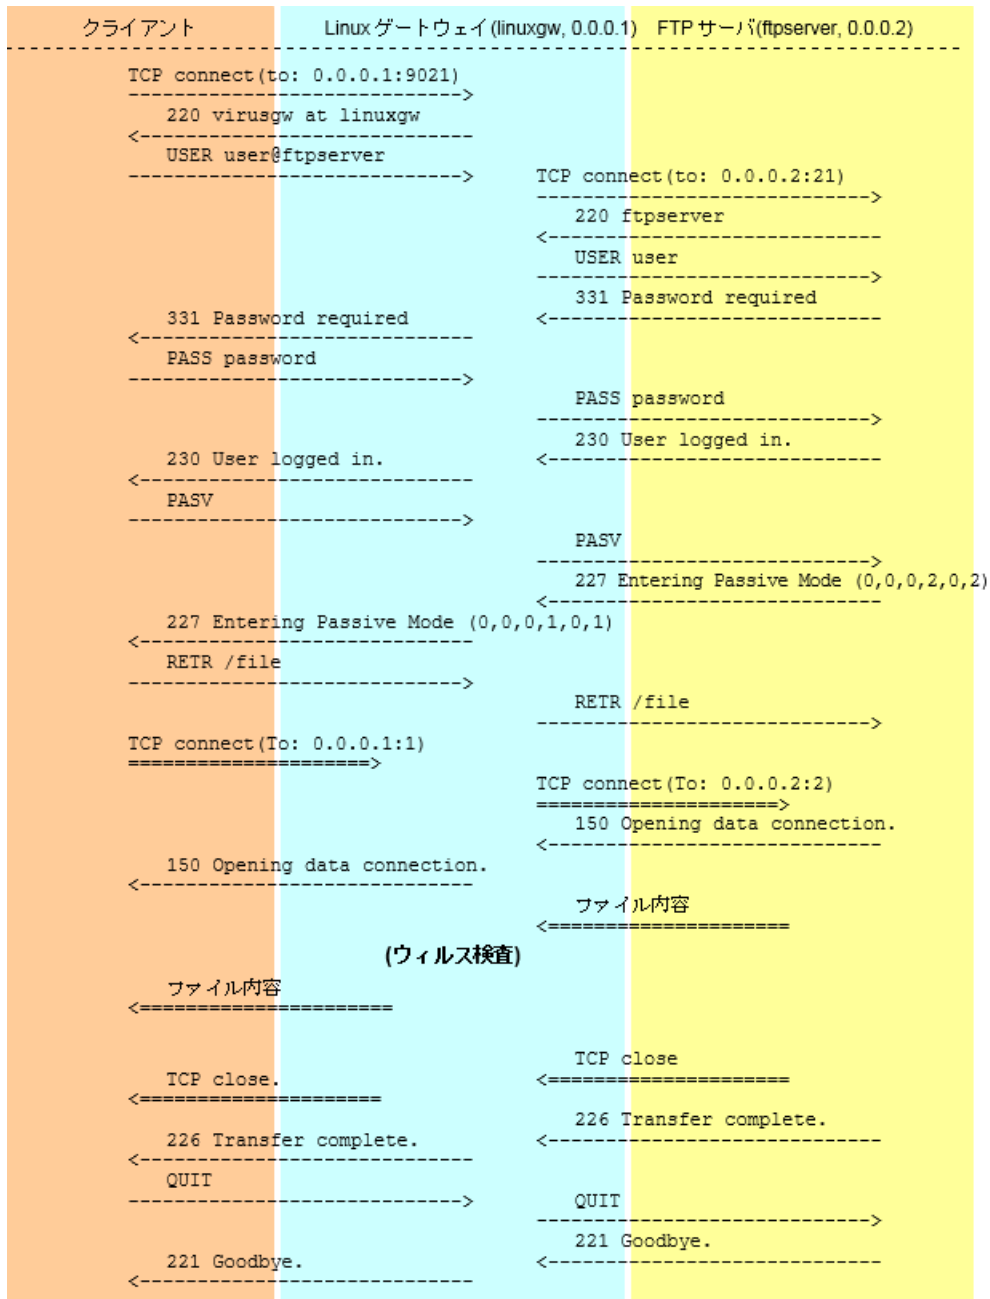 クライアント Linux ゲートウェイ(linuxgw, 0.0.0.1) FTP サーバ(ftpserver, 0.0.0.2)
TCP connect(to: 0.0.0.1:9021)
220 virusgw at linuxgw
USER user@ftpserver
TCP connect(to: 0.0.0.2:21)
220 ftpserver
USER user
331 Password required
331 Password required
PASS password
PASS password
230 User logged in.
230 User logged in.
PASV
PASV
227 Entering Passive Mode (0,0,0,2,0,2)
227 Entering Passive Mode (0,0,0,1,0,1)
RETR /file
RETR /file
TCP connect(To: 0.0.0.1:1)
TCP connect(To: 0.0.0.2:2)
150 Opening data connection.
150 Opening data connection.
ファイル内容
(ウィルス検査)
ファイル内容
TCP close
TCP close.
226 Transfer complete.
226 Transfer complete.
QUIT
QUIT
221 Goodbye.
221 Goodbye.